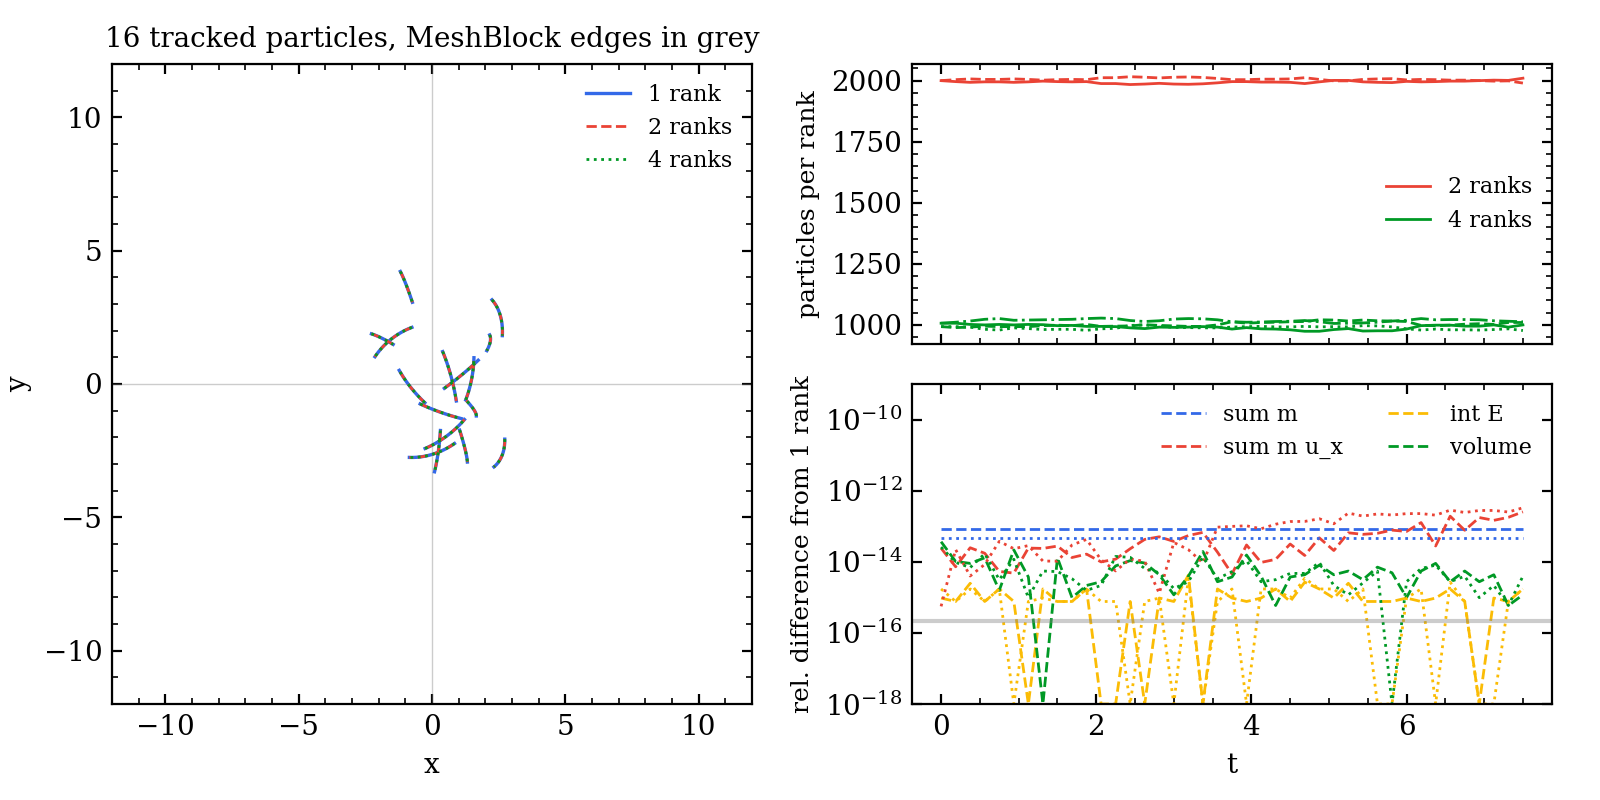 16 tracked particles, MeshBlock edges in grey
1 rank
2 ranks
4 ranks
10
5
0
−5
−10
y
−10 −5 0 5 10
x
2000
1750
1500
1250
1000
particles per rank
2 ranks
4 ranks
10⁻¹⁰
10⁻¹²
10⁻¹⁴
10⁻¹⁶
10⁻¹⁸
rel. difference from 1 rank
sum m int E
sum m u_x volume
0 2 4 6
t